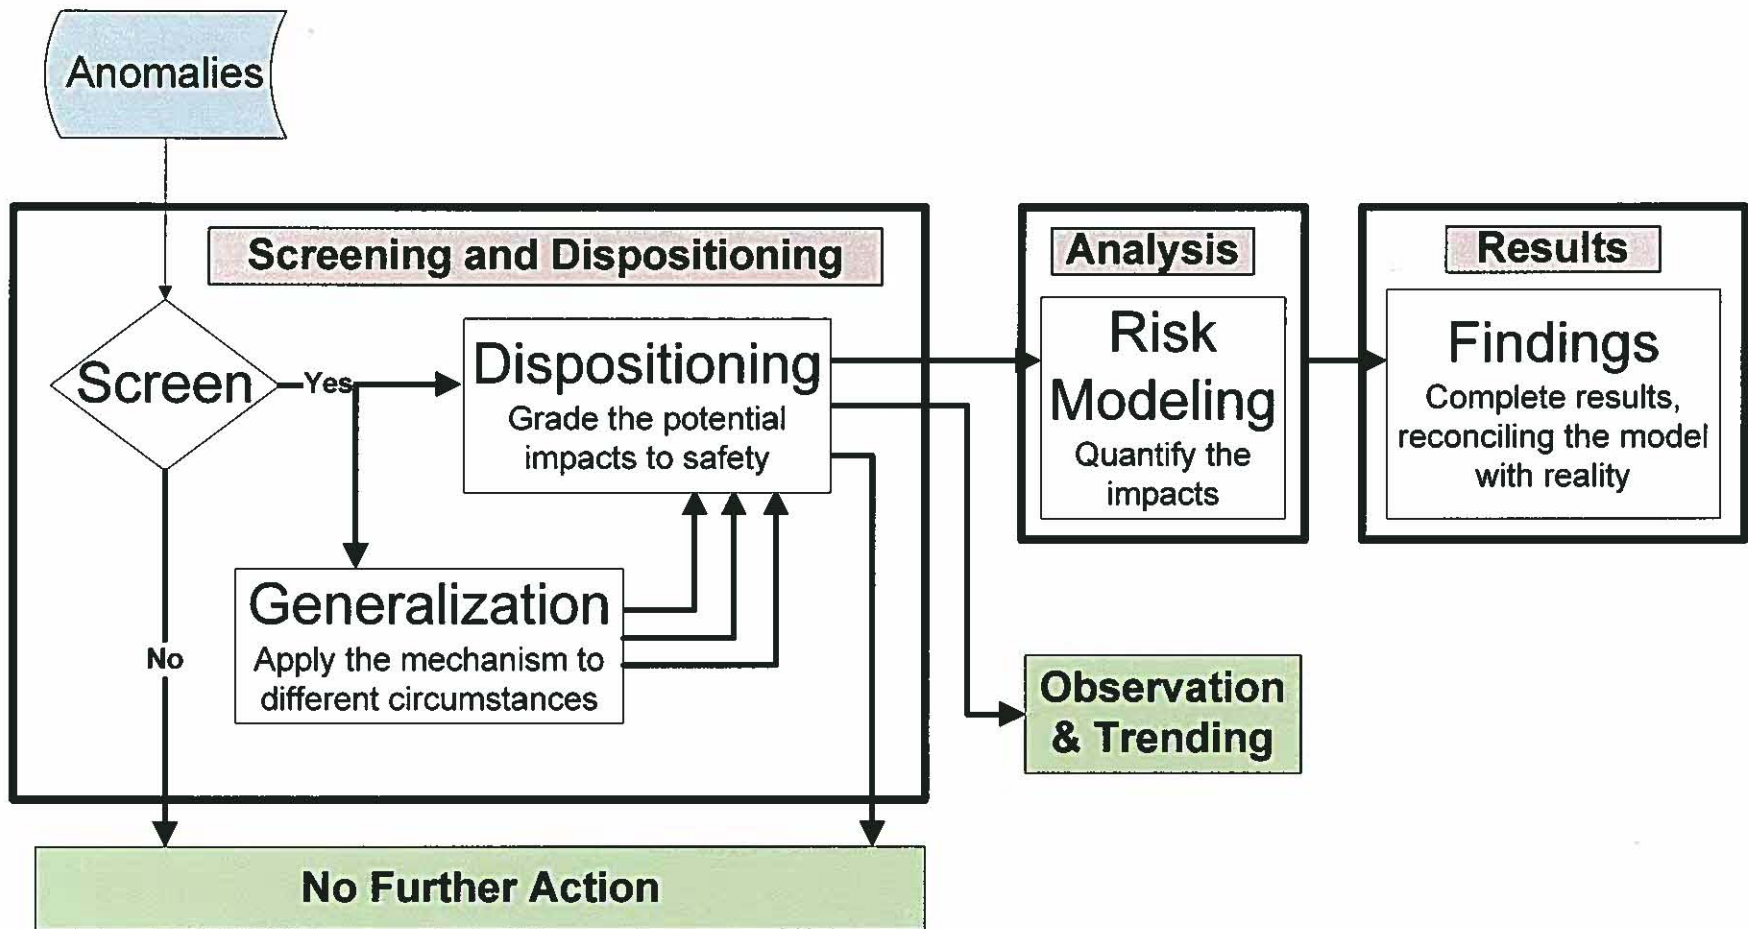 Anomalies
Screening and Dispositioning
Analysis
Results
Screen
Yes
No
Dispositioning
Grade the potential
impacts to safety
Generalization
Apply the mechanism to
different circumstances
Risk
Modeling
Quantify the
impacts
Findings
Complete results,
reconciling the model
with reality
Observation
& Trending
No Further Action